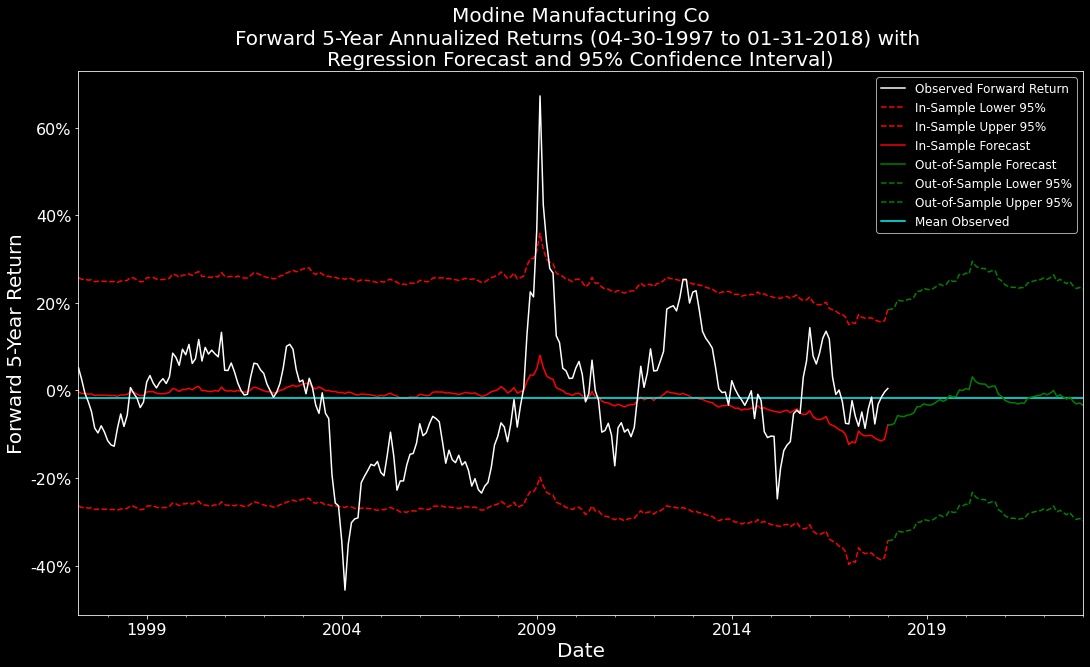 Modine Manufacturing Co
Forward 5-Year Annualized Returns (04-30-1997 to 01-31-2018) with
Regression Forecast and 95% Confidence Interval)
Observed Forward Return
In-Sample Lower 95%
In-Sample Upper 95%
In-Sample Forecast
Out-of-Sample Forecast
Out-of-Sample Lower 95%
Out-of-Sample Upper 95%
Mean Observed
Forward 5-Year Return
60%
40%
20%
0%
-20%
-40%
1999 2004 2009 2014 2019
Date